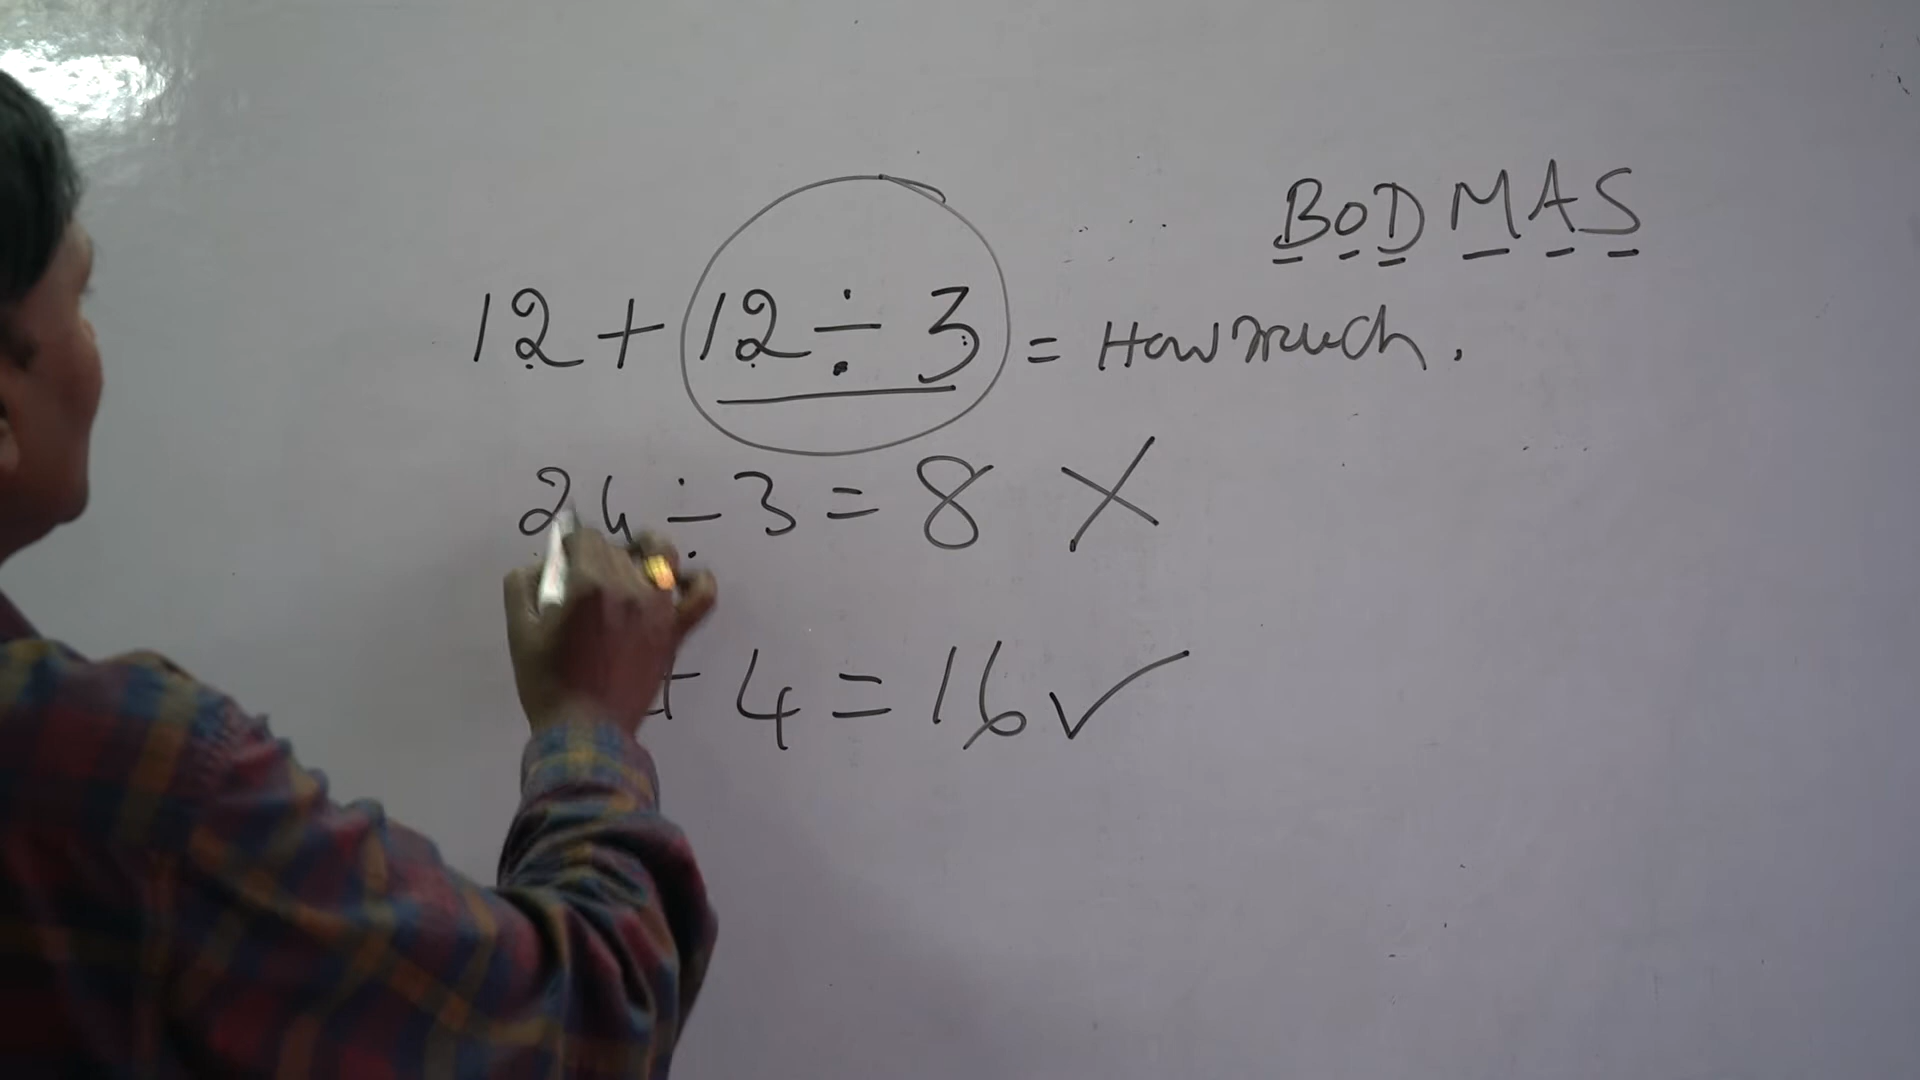 BODMAS
12 + 12 ÷ 3 = How much.
24 ÷ 3 = 8 X
+ 4 = 16 ✓